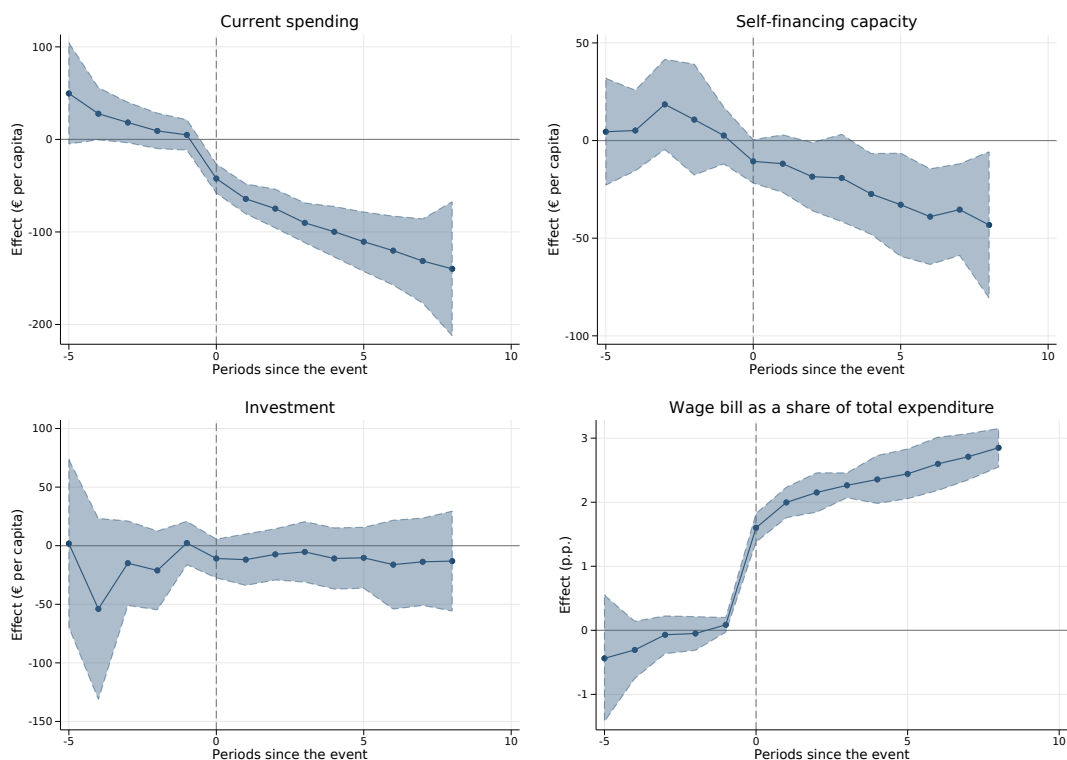 Current spending
100
0
-100
-200
Effect (€ per capita)
-5
0
5
10
Periods since the event
Self-financing capacity
50
0
-50
-100
Effect (€ per capita)
-5
0
5
10
Periods since the event
Investment
100
50
0
-50
-100
-150
Effect (€ per capita)
-5
0
5
10
Periods since the event
Wage bill as a share of total expenditure
3
2
1
0
-1
Effect (p.p.)
-5
0
5
10
Periods since the event